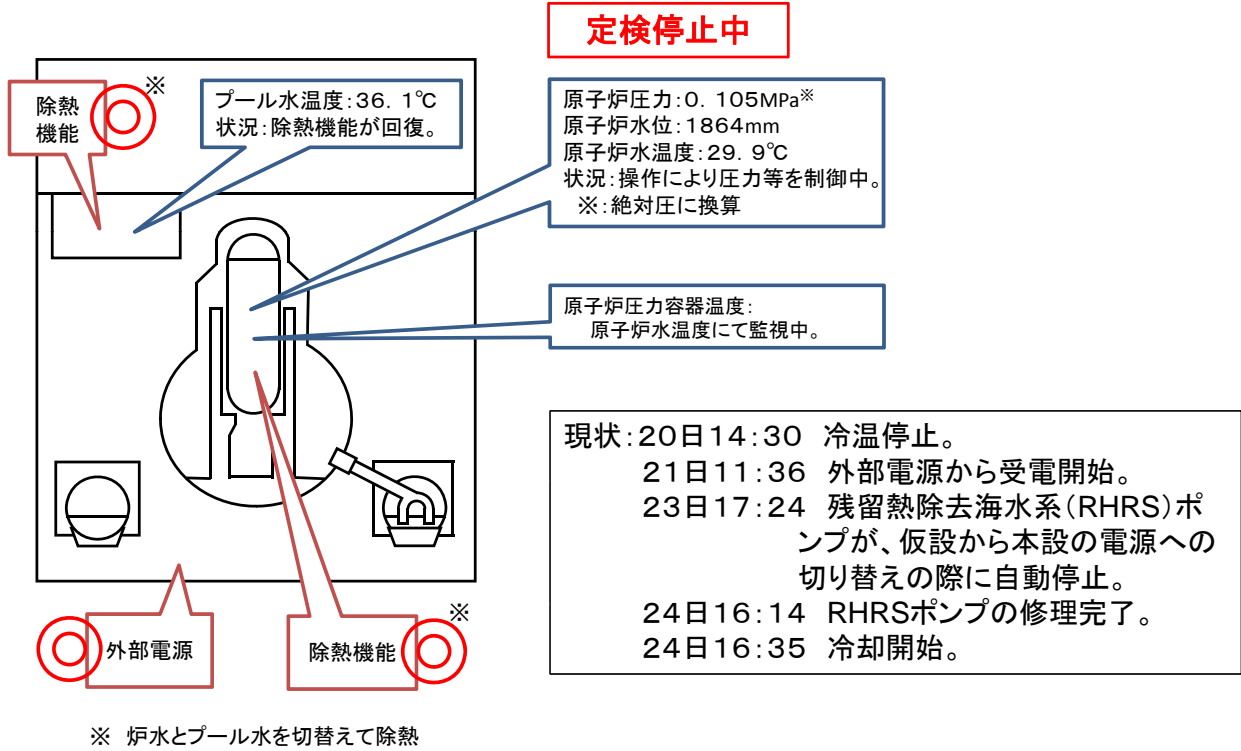 定検停止中
※
除熱
機能
プール水温度:36.1℃
状況:除熱機能が回復。
原子炉圧力:0.105MPa※
原子炉水位:1864mm
原子炉水温度:29.9℃
状況:操作により圧力等を制御中。
※:絶対圧に換算
原子炉圧力容器温度:
原子炉水温度にて監視中。
現状:20日14:30 冷温停止。
21日11:36 外部電源から受電開始。
23日17:24 残留熱除去海水系(RHRS)ポ
ンプが、仮設から本設の電源への
切り替えの際に自動停止。
24日16:14 RHRSポンプの修理完了。
24日16:35 冷却開始。
外部電源
除熱機能
※
※ 炉水とプール水を切替えて除熱